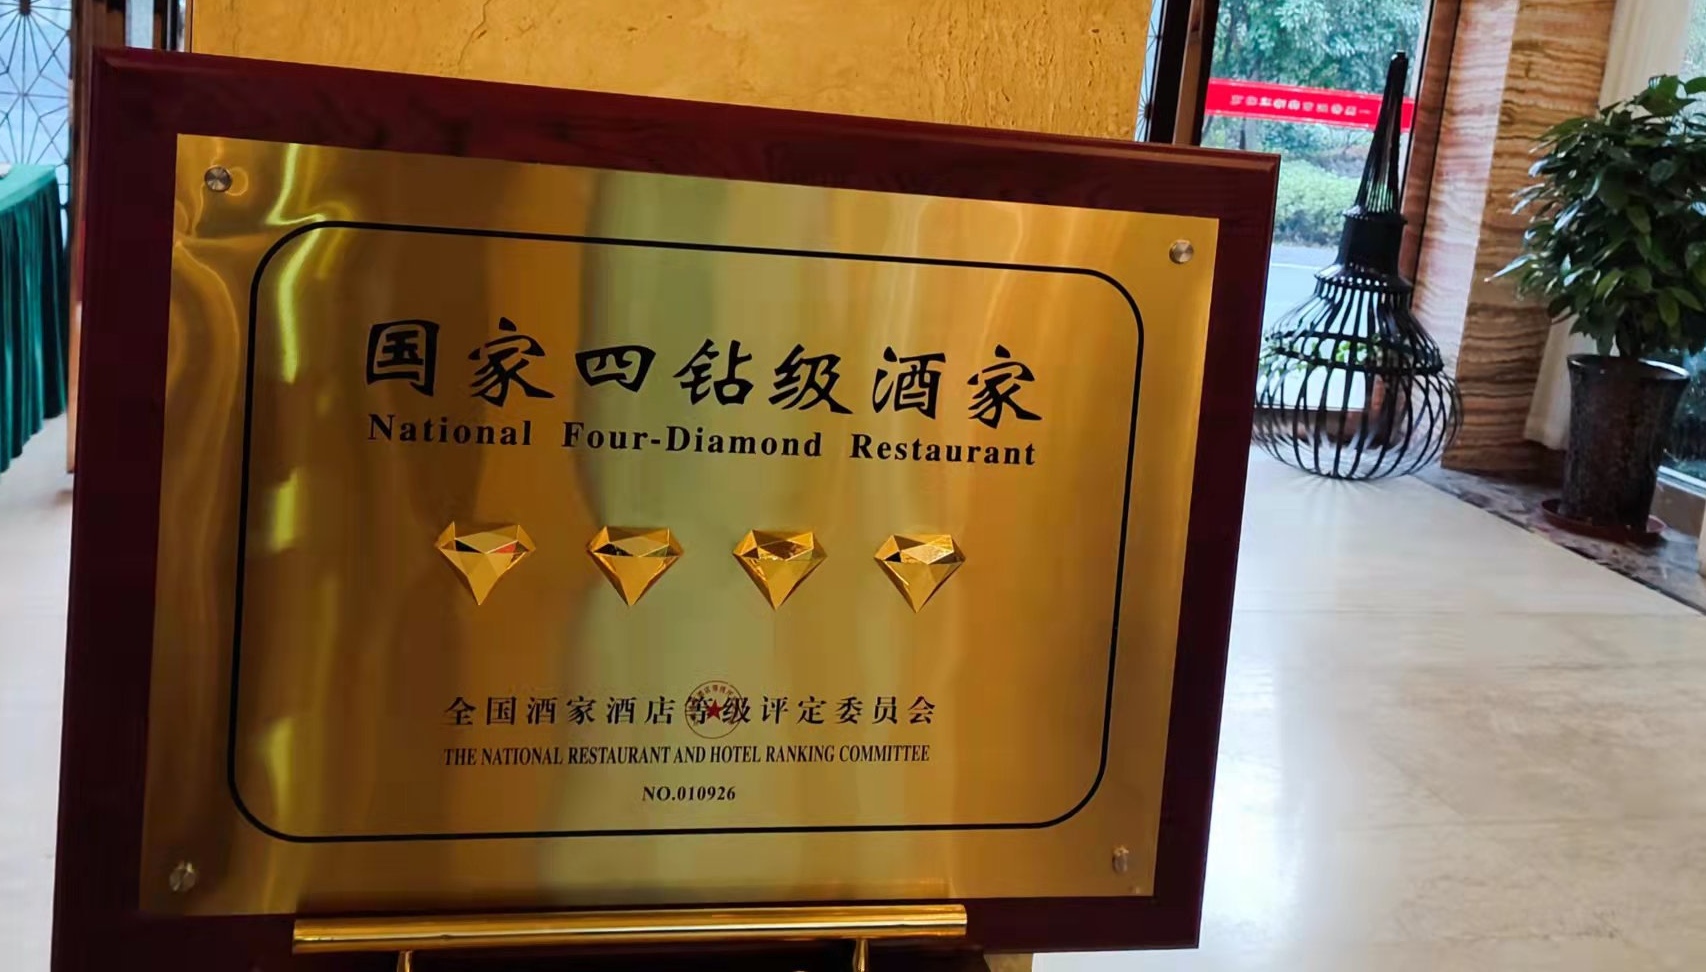 国家四钻级酒家
National Four-Diamond Restaurant
全国酒家酒店等级评定委员会
THE NATIONAL RESTAURANT AND HOTEL RANKING COMMITTEE
NO.010926